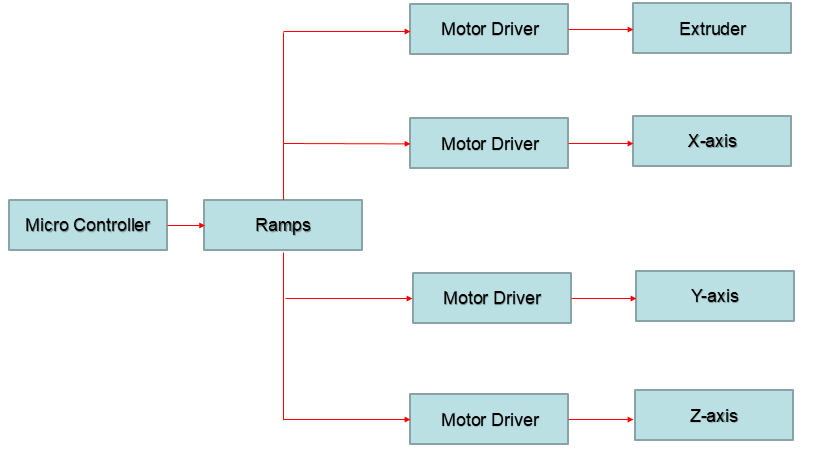 Motor Driver
Extruder
Motor Driver
X-axis
Micro Controller
Ramps
Motor Driver
Y-axis
Motor Driver
Z-axis